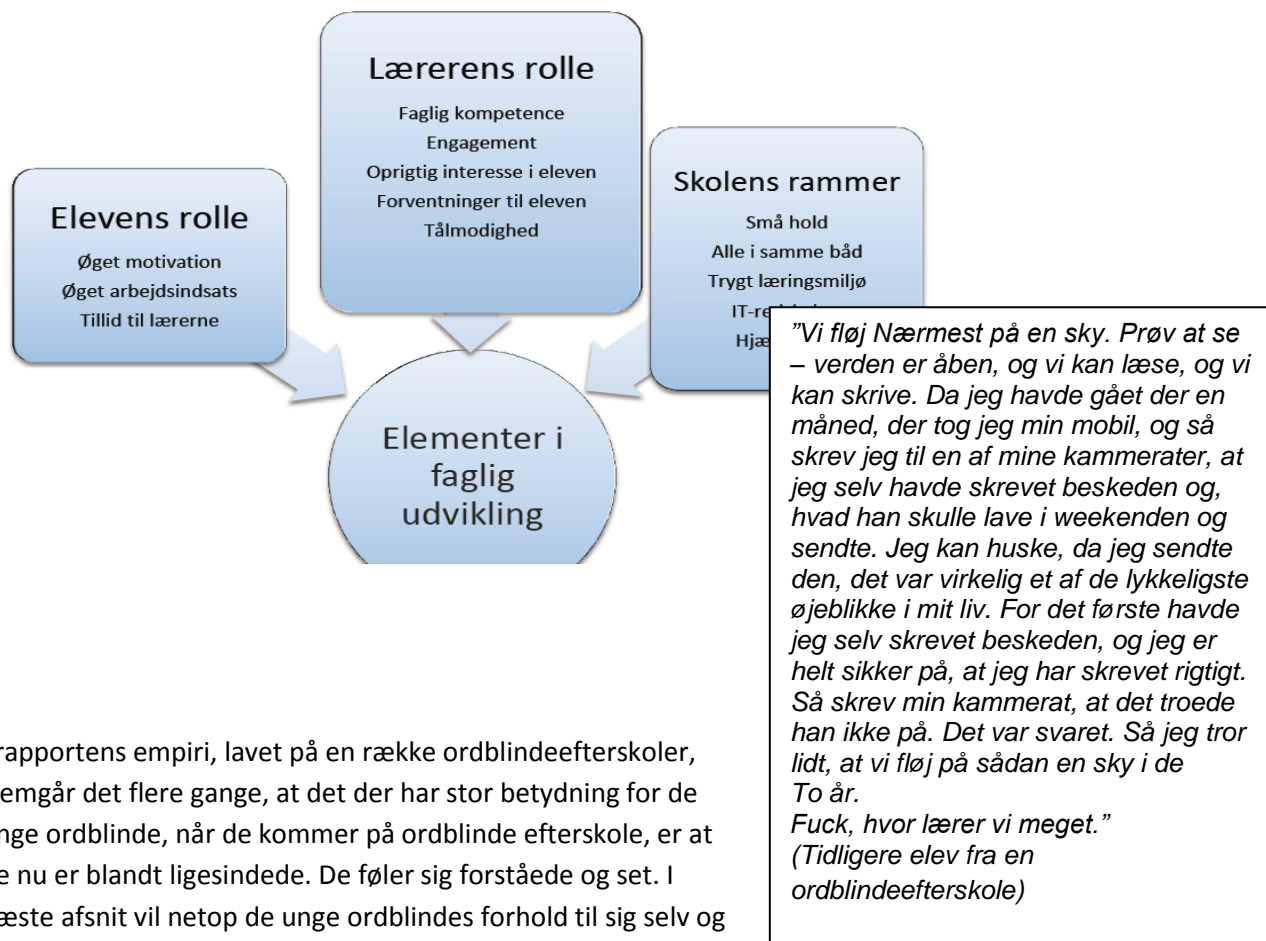 Lærerens rolle
Faglig kompetence
Engagement
Oprigtig interesse i eleven
Forventninger til eleven
Tålmodighed
Elevens rolle
Øget motivation
Øget arbejdsindsats
Tillid til lærerne
Skolens rammer
Små hold
Alle i samme båd
Trygt læringsmiljø
Elementer i
faglig
udvikling
"Vi fløj Nærmest på en sky. Prøv at se
– verden er åben, og vi kan læse, og vi
kan skrive. Da jeg havde gået der en
måned, der tog jeg min mobil, og så
skrev jeg til en af mine kammerater, at
jeg selv havde skrevet beskeden og,
hvad han skulle lave i weekenden og
sendte. Jeg kan huske, da jeg sendte
den, det var virkelig et af de lykkeligste
øjeblikke i mit liv. For det første havde
jeg selv skrevet beskeden, og jeg er
helt sikker på, at jeg har skrevet rigtigt.
Så skrev min kammerat, at det troede
han ikke på. Det var svaret. Så jeg tror
lidt, at vi fløj på sådan en sky i de
To år.
Fuck, hvor lærer vi meget."
(Tidligere elev fra en
ordblindeefterskole)
rapportens empiri, lavet på en række ordblindeefterskoler,
emgår det flere gange, at det der har stor betydning for de
nge ordblinde, når de kommer på ordblinde efterskole, er at
e nu er blandt ligesindede. De føler sig forståede og set. I
æste afsnit vil netop de unge ordblindes forhold til sig selv og